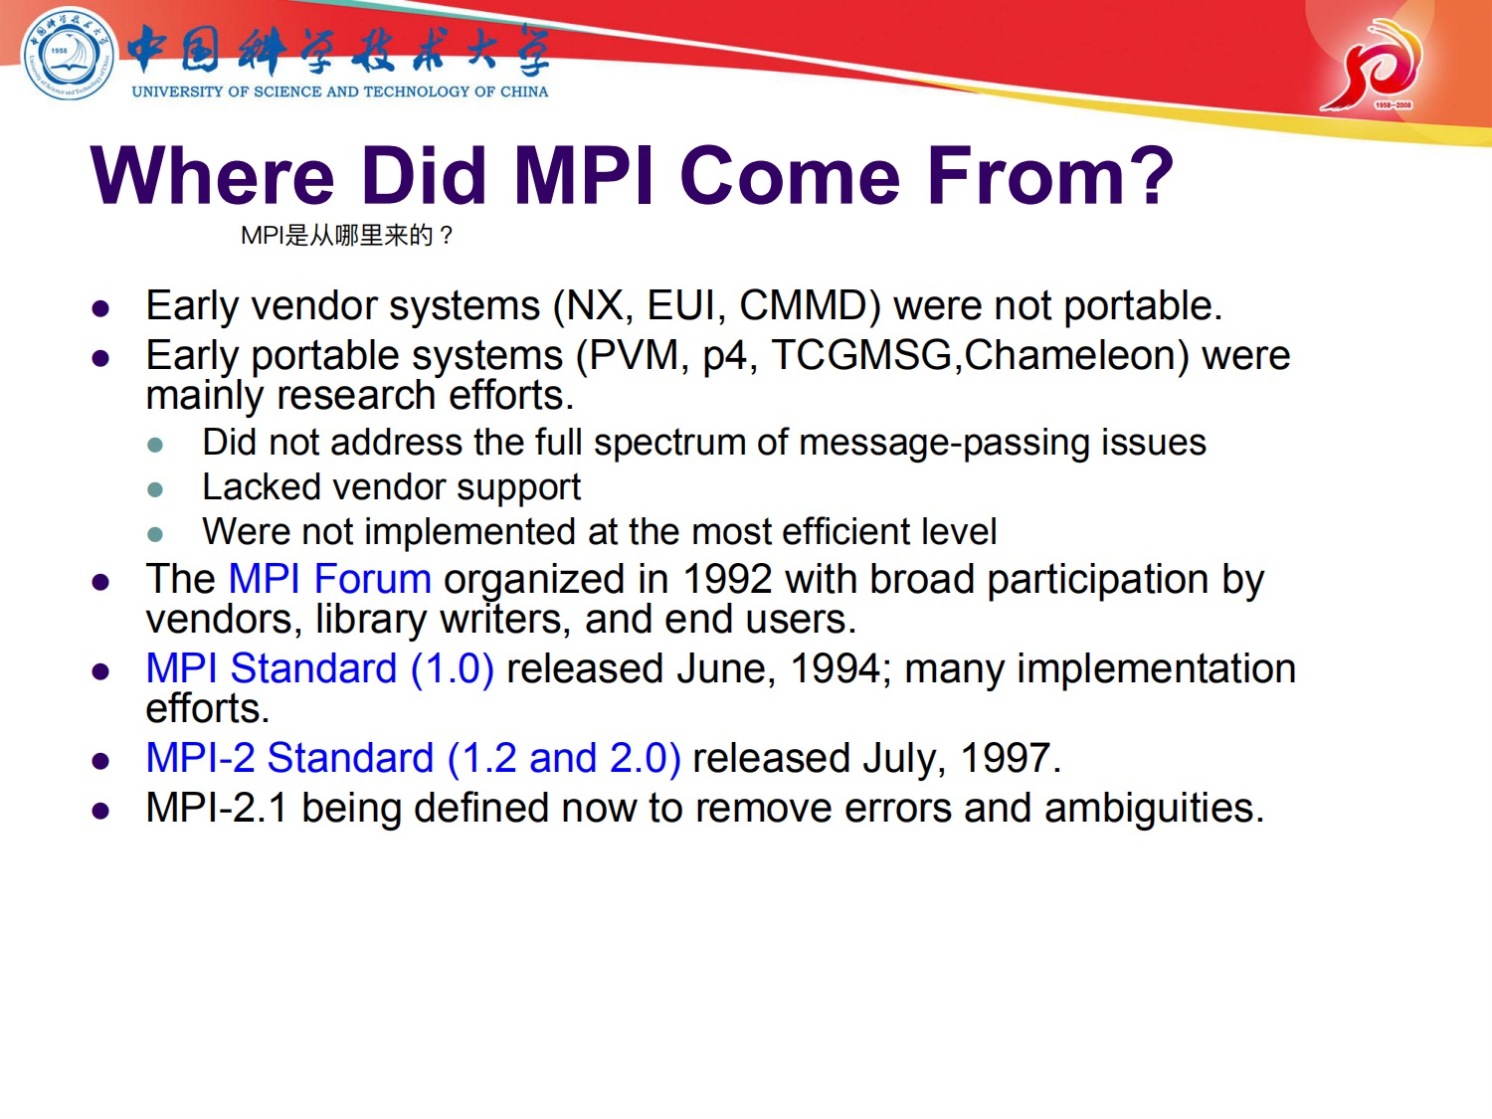 中国科学技术大学
UNIVERSITY OF SCIENCE AND TECHNOLOGY OF CHINA
1958
1958-2008
Where Did MPI Come From?
MPI是从哪里来的？
Early vendor systems (NX, EUI, CMMD) were not portable.
Early portable systems (PVM, p4, TCGMSG,Chameleon) were
mainly research efforts.
Did not address the full spectrum of message-passing issues
Lacked vendor support
Were not implemented at the most efficient level
The MPI Forum organized in 1992 with broad participation by
vendors, library writers, and end users.
MPI Standard (1.0) released June, 1994; many implementation
efforts.
MPI-2 Standard (1.2 and 2.0) released July, 1997.
MPI-2.1 being defined now to remove errors and ambiguities.